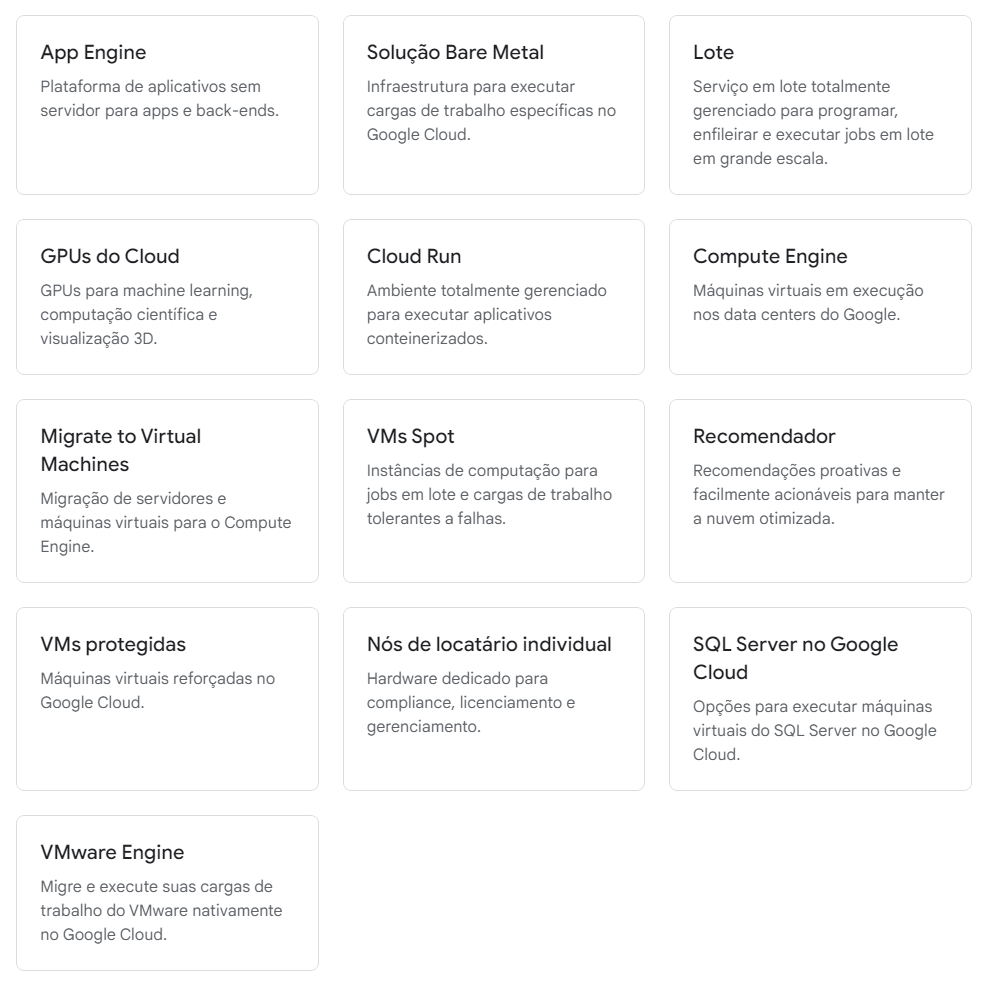 App Engine
Plataforma de aplicativos sem
servidor para apps e back-ends.
Solução Bare Metal
Infraestrutura para executar
cargas de trabalho específicas no
Google Cloud.
Lote
Serviço em lote totalmente
gerenciado para programar,
enfileirar e executar jobs em lote
em grande escala.
GPUs do Cloud
GPUs para machine learning,
computação científica e
visualização 3D.
Cloud Run
Ambiente totalmente gerenciado
para executar aplicativos
conteinerizados.
Compute Engine
Máquinas virtuais em execução
nos data centers do Google.
Migrate to Virtual
Machines
Migração de servidores e
máquinas virtuais para o Compute
Engine.
VMs Spot
Instâncias de computação para
jobs em lote e cargas de trabalho
tolerantes a falhas.
Recomendador
Recomendações proativas e
facilmente acionáveis para manter
a nuvem otimizada.
VMs protegidas
Máquinas virtuais reforçadas no
Google Cloud.
Nós de locatário individual
Hardware dedicado para
compliance, licenciamento e
gerenciamento.
SQL Server no Google
Cloud
Opções para executar máquinas
virtuais do SQL Server no Google
Cloud.
VMware Engine
Migre e execute suas cargas de
trabalho do VMware nativamente
no Google Cloud.